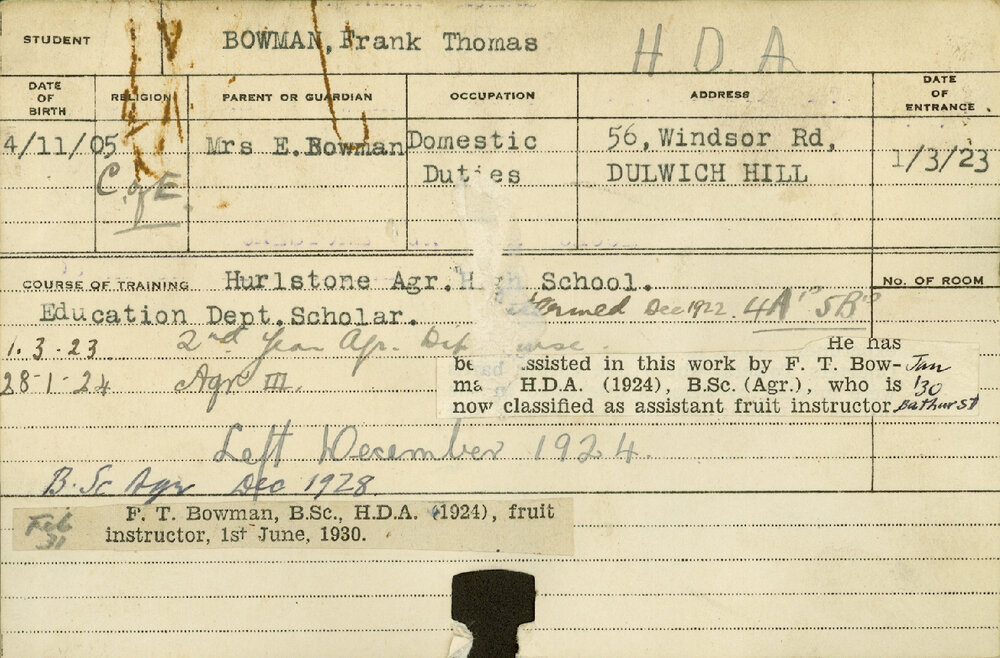 STUDENT BOWMAN, Frank Thomas H D A
DATE OF BIRTH RELIGION PARENT OR GUARDIAN OCCUPATION ADDRESS DATE OF ENTRANCE
4/11/05 Mrs E. Bowman Domestic 56, Windsor Rd, 1/3/23
C. of E. Duties DULWICH HILL
COURSE OF TRAINING Hurlstone Agr. High School. No. OF ROOM
Education Dept. Scholar. Dec 1922. 4A's 5B's
1.3.23 2nd Year Agr. Dip
28-1-24 Agr III.
He has
be ssisted in this work by F. T. Bow- Jan
ma H.D.A. (1924), B.Sc. (Agr.), who is '30
now classified as assistant fruit instructor Bathurst
Left December 1924.
B.Sc Agr Dec 1928.
Feb 31
F. T. Bowman, B.Sc., H.D.A. (1924), fruit
instructor, 1st June, 1930.